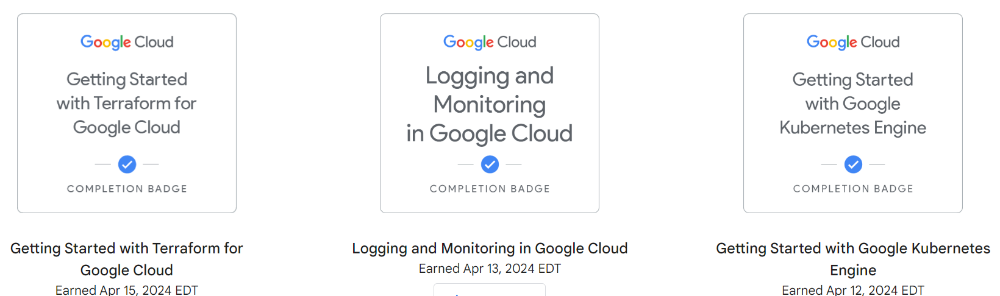 Google Cloud
Getting Started
with Terraform for
Google Cloud
COMPLETION BADGE
Getting Started with Terraform for
Google Cloud
Earned Apr 15, 2024 EDT
Google Cloud
Logging and
Monitoring
in Google Cloud
COMPLETION BADGE
Logging and Monitoring in Google Cloud
Earned Apr 13, 2024 EDT
Google Cloud
Getting Started
with Google
Kubernetes Engine
COMPLETION BADGE
Getting Started with Google Kubernetes
Engine
Earned Apr 12, 2024 EDT